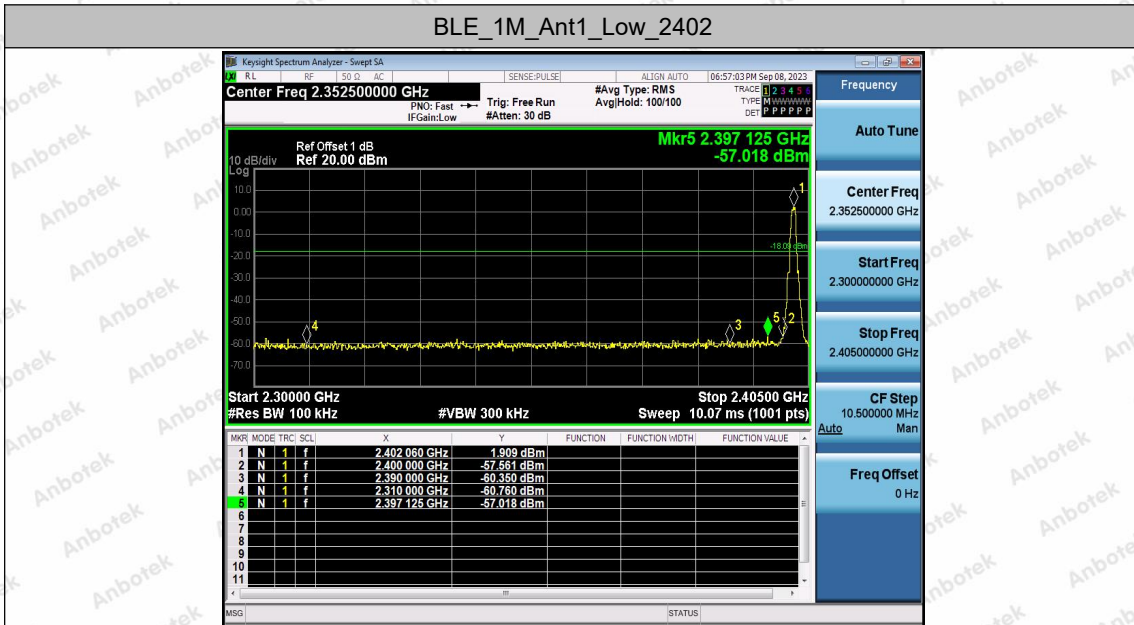 BLE_1M_Ant1_Low_2402
Keysight Spectrum Analyzer - Swept SA
LXI RL RF 50 Ω AC SENSE:PULSE ALIGN AUTO 06:57:03 PM Sep 08, 2023
Center Freq 2.352500000 GHz
PNO: Fast
IFGain:Low
Trig: Free Run
#Atten: 30 dB
#Avg Type: RMS
Avg|Hold: 100/100
TRACE 1 2 3 4 5 6
TYPE M W W W W W
DET P P P P P P
Ref Offset 1 dB
10 dB/div Ref 20.00 dBm
Log
Mkr5 2.397 125 GHz
-57.018 dBm
10.0
0.00
-10.0
-20.0
-30.0
-40.0
-50.0
-60.0
-70.0
-18.09 dBm
1
4
3
5
2
Start 2.30000 GHz Stop 2.40500 GHz
#Res BW 100 kHz #VBW 300 kHz Sweep 10.07 ms (1001 pts)
MKR MODE TRC SCL X Y FUNCTION FUNCTION WIDTH FUNCTION VALUE
1 N 1 f 2.402 060 GHz 1.909 dBm
2 N 1 f 2.400 000 GHz -57.561 dBm
3 N 1 f 2.390 000 GHz -60.350 dBm
4 N 1 f 2.310 000 GHz -60.760 dBm
5 N 1 f 2.397 125 GHz -57.018 dBm
6
7
8
9
10
11
MSG STATUS
Frequency
Auto Tune
Center Freq
2.352500000 GHz
Start Freq
2.300000000 GHz
Stop Freq
2.405000000 GHz
CF Step
10.500000 MHz
Auto Man
Freq Offset
0 Hz
Anbotek